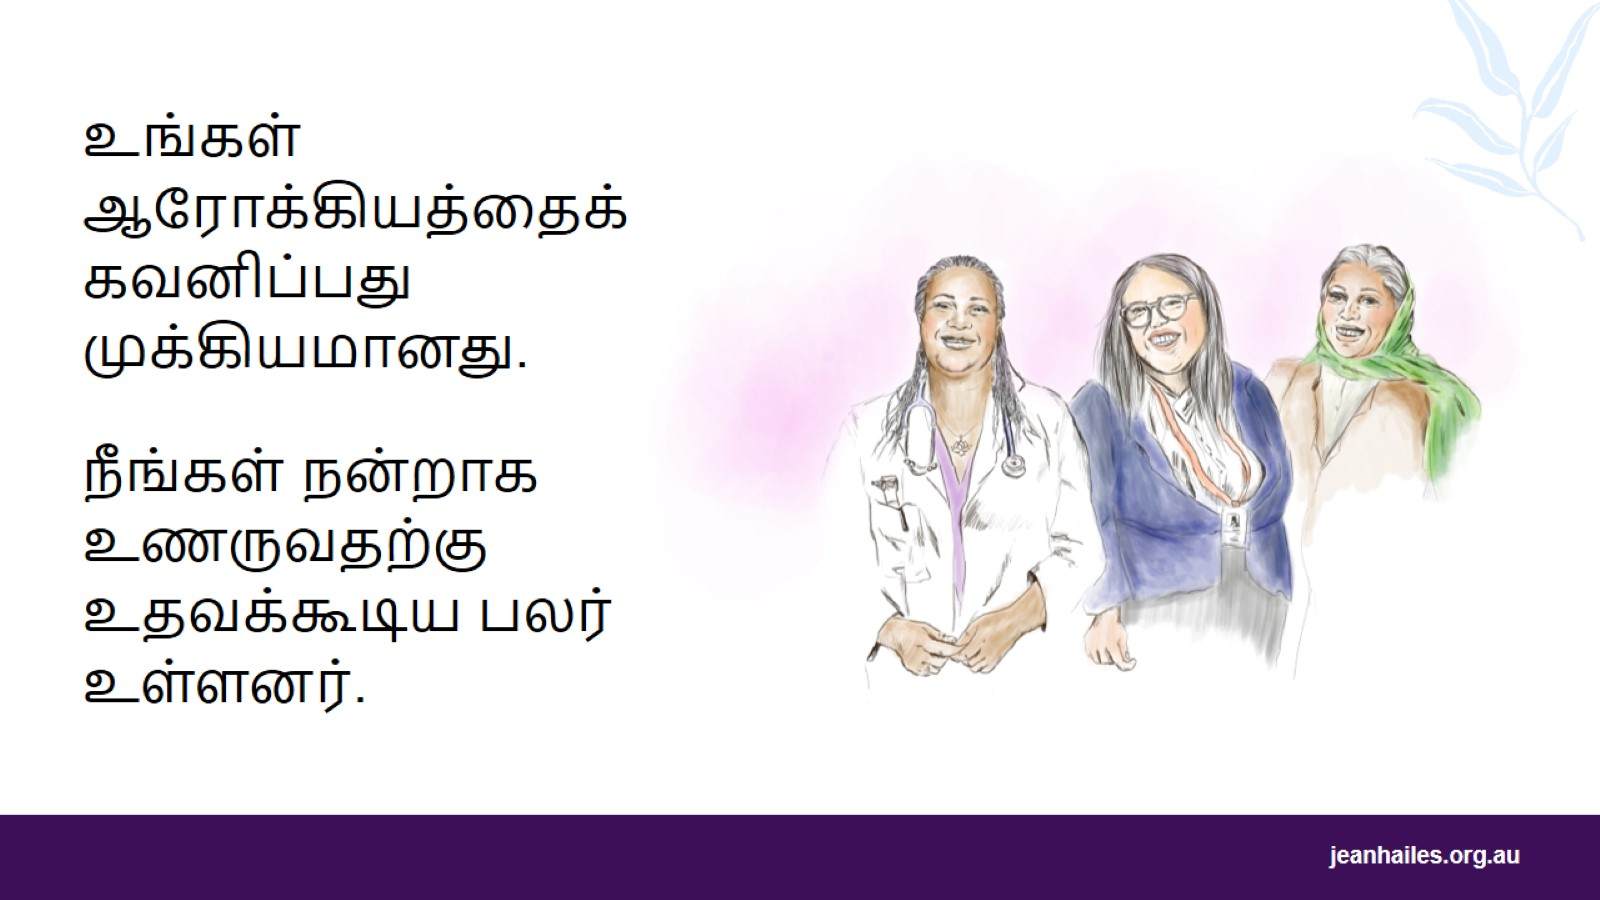 உங்கள்
ஆரோக்கியத்தைக்
கவனிப்பது
முக்கியமானது.
நீங்கள் நன்றாக
உணருவதற்கு
உதவக்கூடிய பலர்
உள்ளனர்.
jeanhailes.org.au